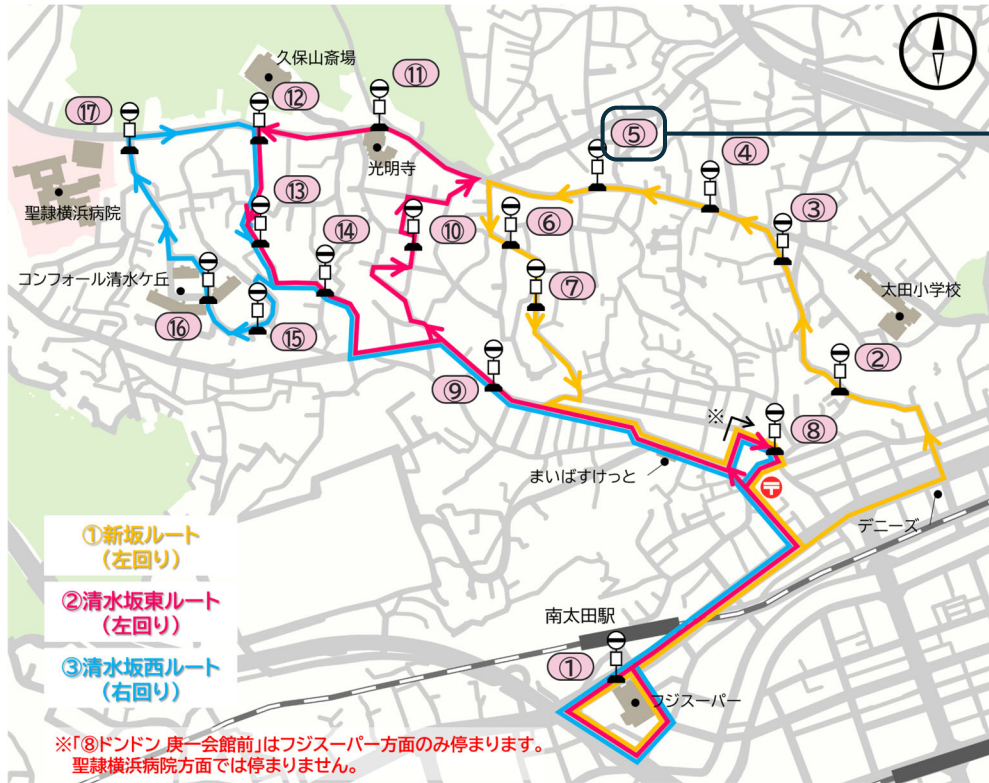 久保山斎場
⑪
⑰
⑫
⑤
④
光明寺
⑬
聖隷横浜病院
⑥
③
⑩
⑭
コンフォール清水ケ丘
⑦
太田小学校
⑯
⑮
②
⑨
※
⑧
まいばすけっと
〒
デニーズ
①新坂ルート
(左回り)
②清水坂東ルート
(左回り)
③清水坂西ルート
(右回り)
南太田駅
①
フジスーパー
※「⑧ドンドン 庚一会館前」はフジスーパー方面のみ停まります。
聖隷横浜病院方面では停まりません。